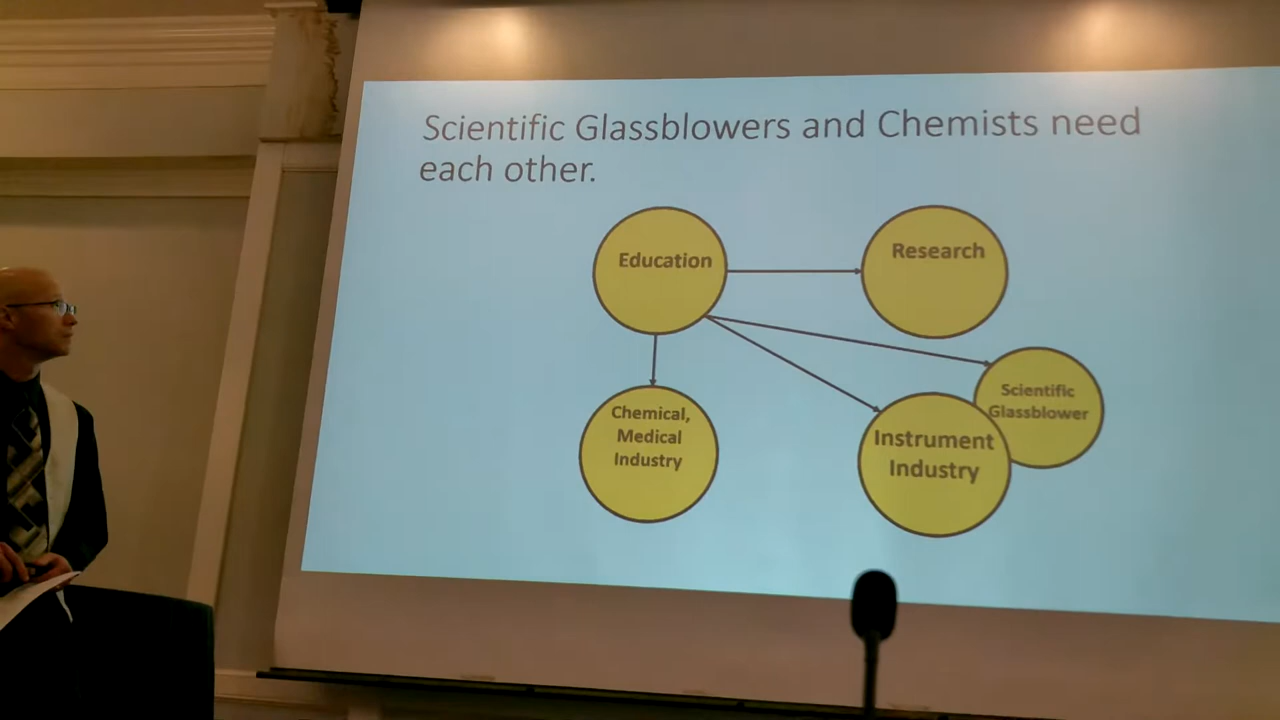 Scientific Glassblowers and Chemists need
each other.
Education
Research
Scientific
Glassblower
Chemical,
Medical
Industry
Instrument
Industry